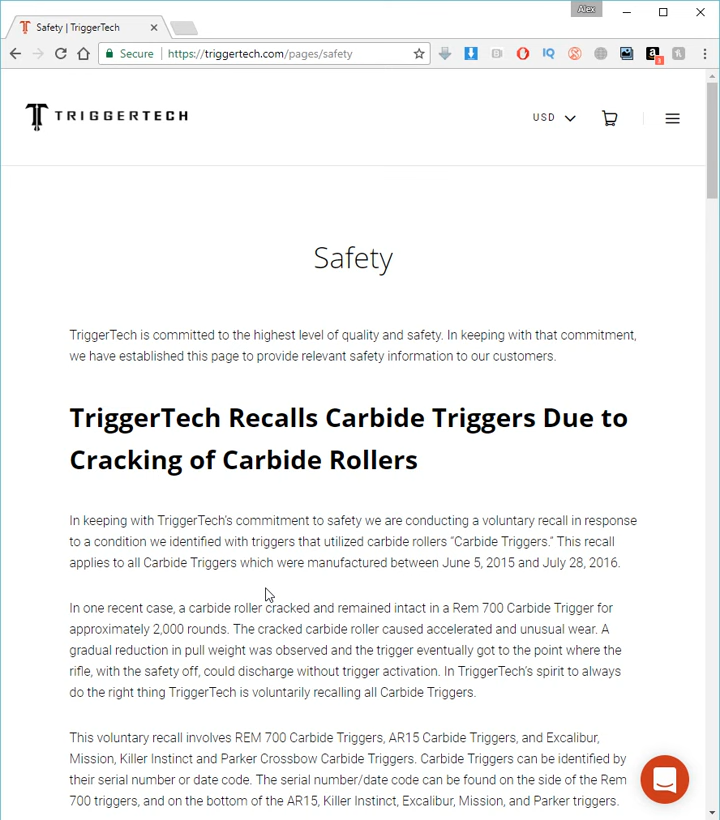 Alex
Safety | TriggerTech
Secure | https://triggertech.com/pages/safety
TRIGGERTECH
USD
Safety
TriggerTech is committed to the highest level of quality and safety. In keeping with that commitment,
we have established this page to provide relevant safety information to our customers.
TriggerTech Recalls Carbide Triggers Due to
Cracking of Carbide Rollers
In keeping with TriggerTech's commitment to safety we are conducting a voluntary recall in response
to a condition we identified with triggers that utilized carbide rollers “Carbide Triggers.” This recall
applies to all Carbide Triggers which were manufactured between June 5, 2015 and July 28, 2016.
In one recent case, a carbide roller cracked and remained intact in a Rem 700 Carbide Trigger for
approximately 2,000 rounds. The cracked carbide roller caused accelerated and unusual wear. A
gradual reduction in pull weight was observed and the trigger eventually got to the point where the
rifle, with the safety off, could discharge without trigger activation. In TriggerTech's spirit to always
do the right thing TriggerTech is voluntarily recalling all Carbide Triggers.
This voluntary recall involves REM 700 Carbide Triggers, AR15 Carbide Triggers, and Excalibur,
Mission, Killer Instinct and Parker Crossbow Carbide Triggers. Carbide Triggers can be identified by
their serial number or date code. The serial number/date code can be found on the side of the Rem
700 triggers, and on the bottom of the AR15, Killer Instinct, Excalibur, Mission, and Parker triggers.